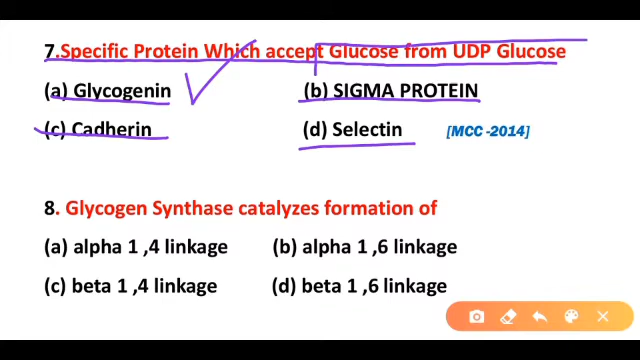 7.Specific Protein Which accept Glucose from UDP Glucose
(a) Glycogenin (b) SIGMA PROTEIN
(c) Cadherin (d) Selectin [MCC -2014]
8. Glycogen Synthase catalyzes formation of
(a) alpha 1 ,4 linkage (b) alpha 1 ,6 linkage
(c) beta 1 ,4 linkage (d) beta 1 ,6 linkage